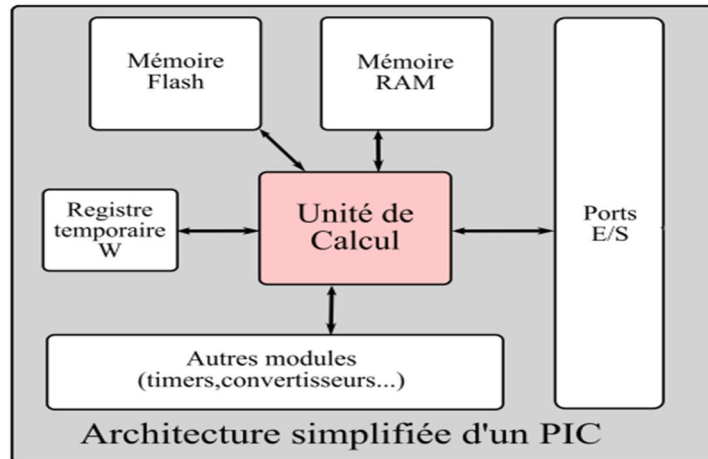 Mémoire
Flash
Mémoire
RAM
Registre
temporaire
W
Unité de
Calcul
Ports
E/S
Autres modules
(timers,convertisseurs...)
Architecture simplifiée d'un PIC